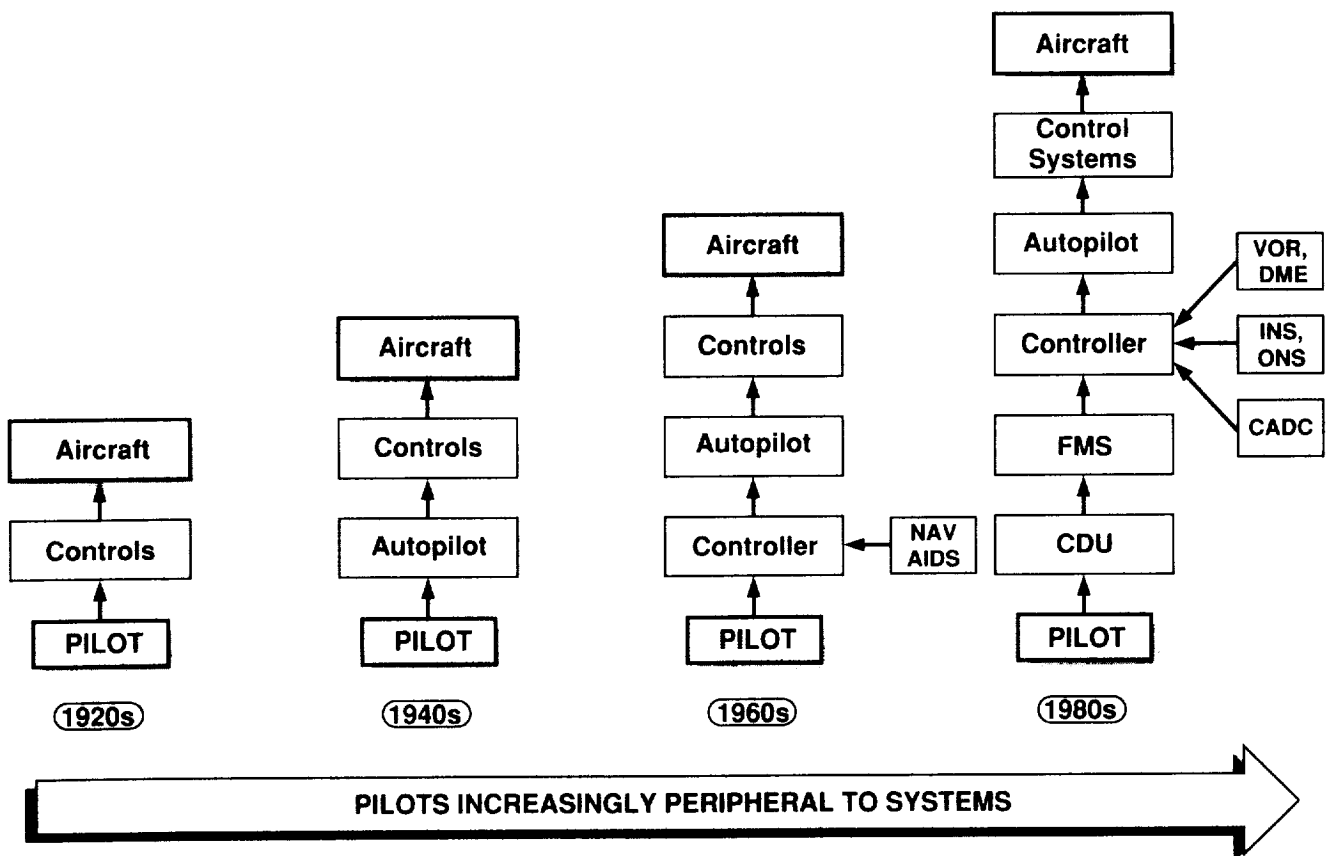 Aircraft
Controls
PILOT
1920s
Aircraft
Controls
Autopilot
PILOT
1940s
Aircraft
Controls
Autopilot
Controller
NAV
AIDS
PILOT
1960s
Aircraft
Control
Systems
Autopilot
Controller
VOR,
DME
INS,
ONS
CADC
FMS
CDU
PILOT
1980s
PILOTS INCREASINGLY PERIPHERAL TO SYSTEMS